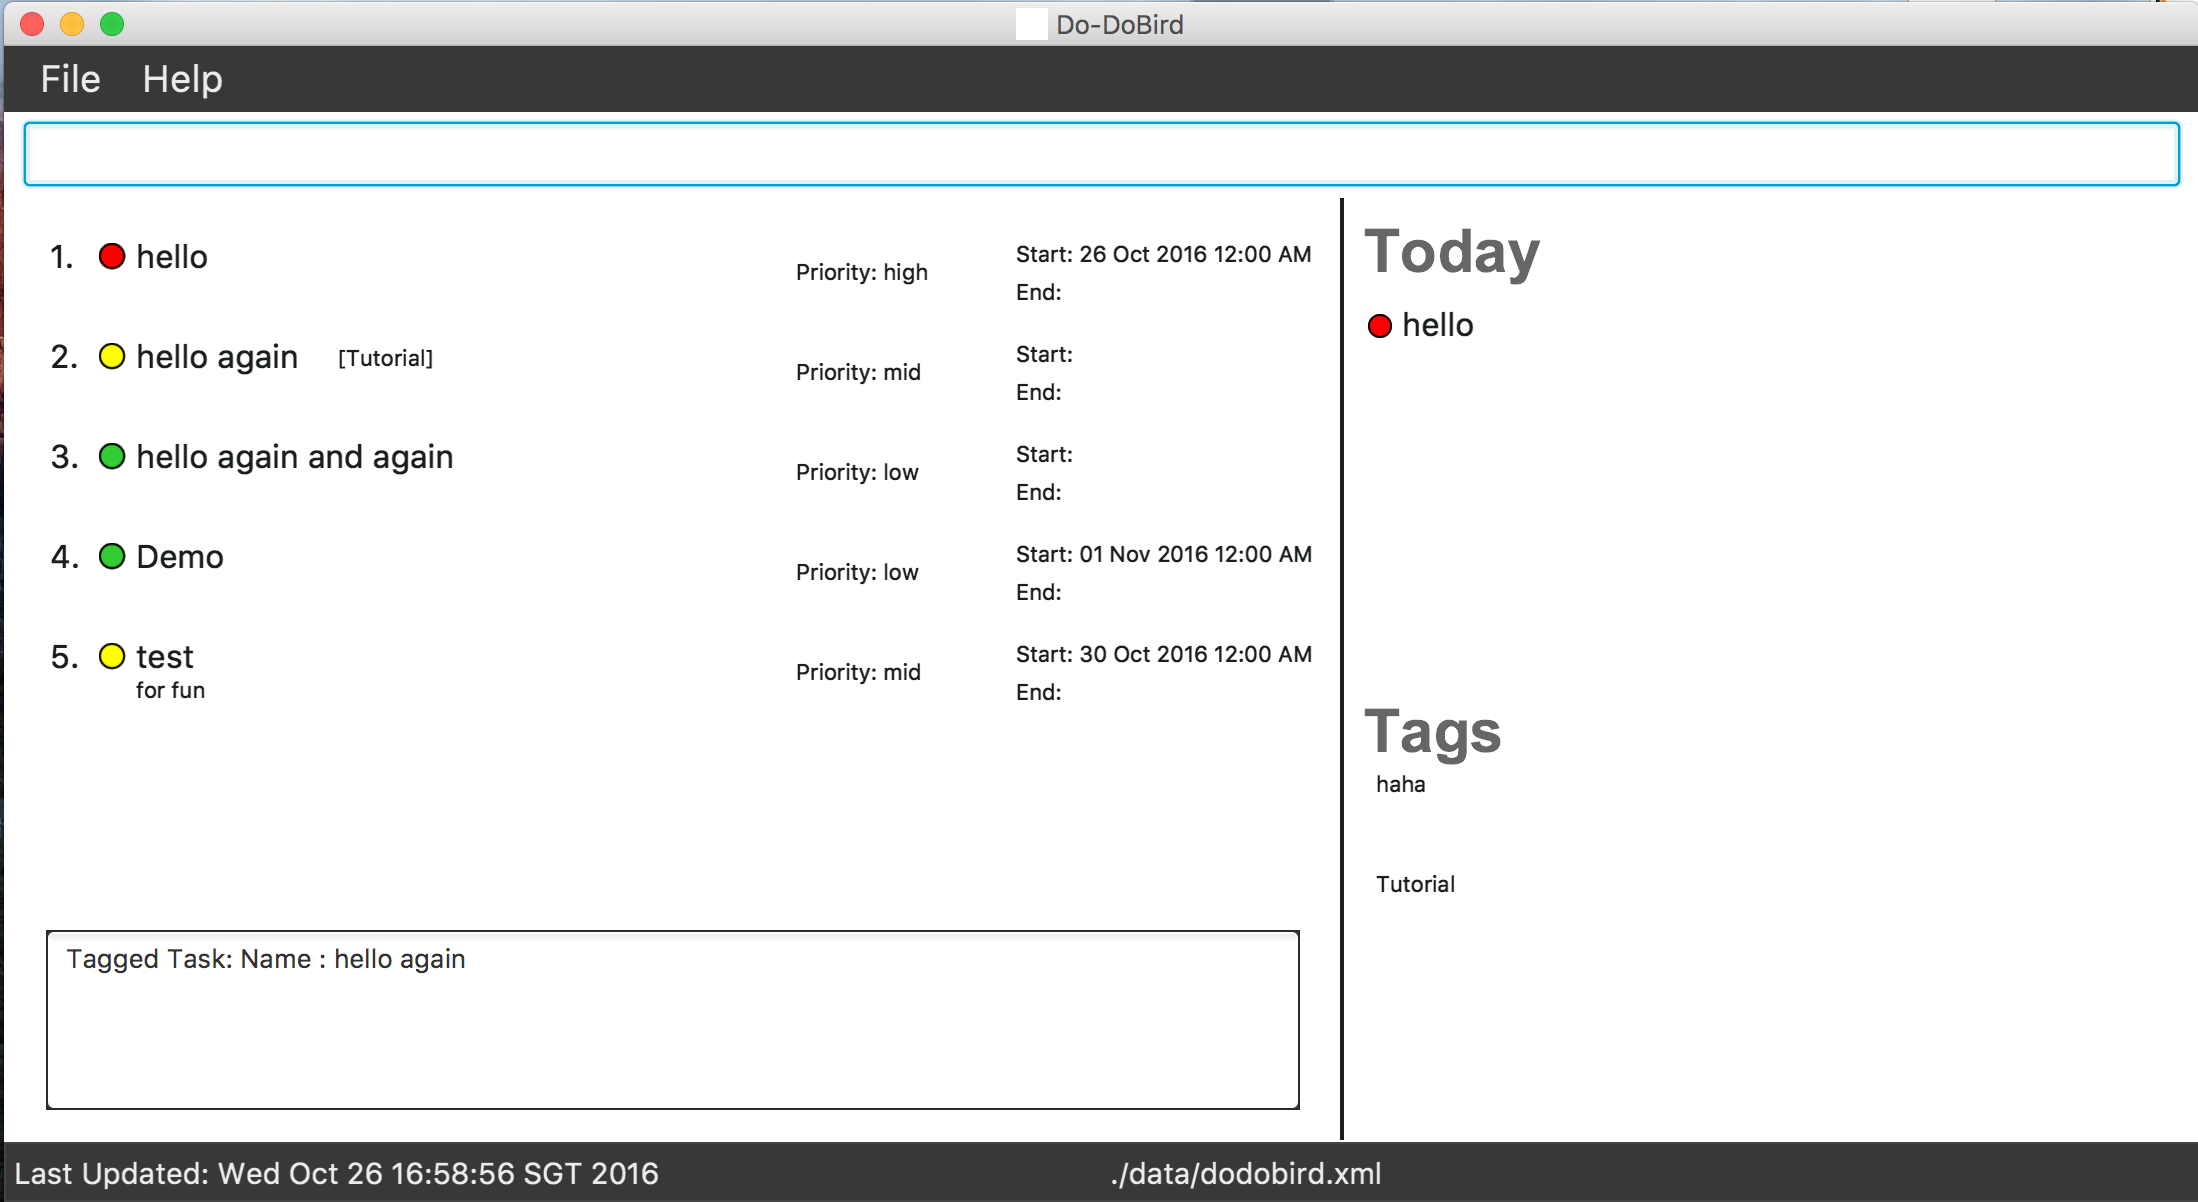 Do-DoBird
File Help
1. hello
Priority: high
Start: 26 Oct 2016 12:00 AM
End:
2. hello again [Tutorial]
Priority: mid
Start:
End:
3. hello again and again
Priority: low
Start:
End:
4. Demo
Priority: low
Start: 01 Nov 2016 12:00 AM
End:
5. test
for fun
Priority: mid
Start: 30 Oct 2016 12:00 AM
End:
Tagged Task: Name : hello again
Today
hello
Tags
haha
Tutorial
Last Updated: Wed Oct 26 16:58:56 SGT 2016
./data/dodobird.xml